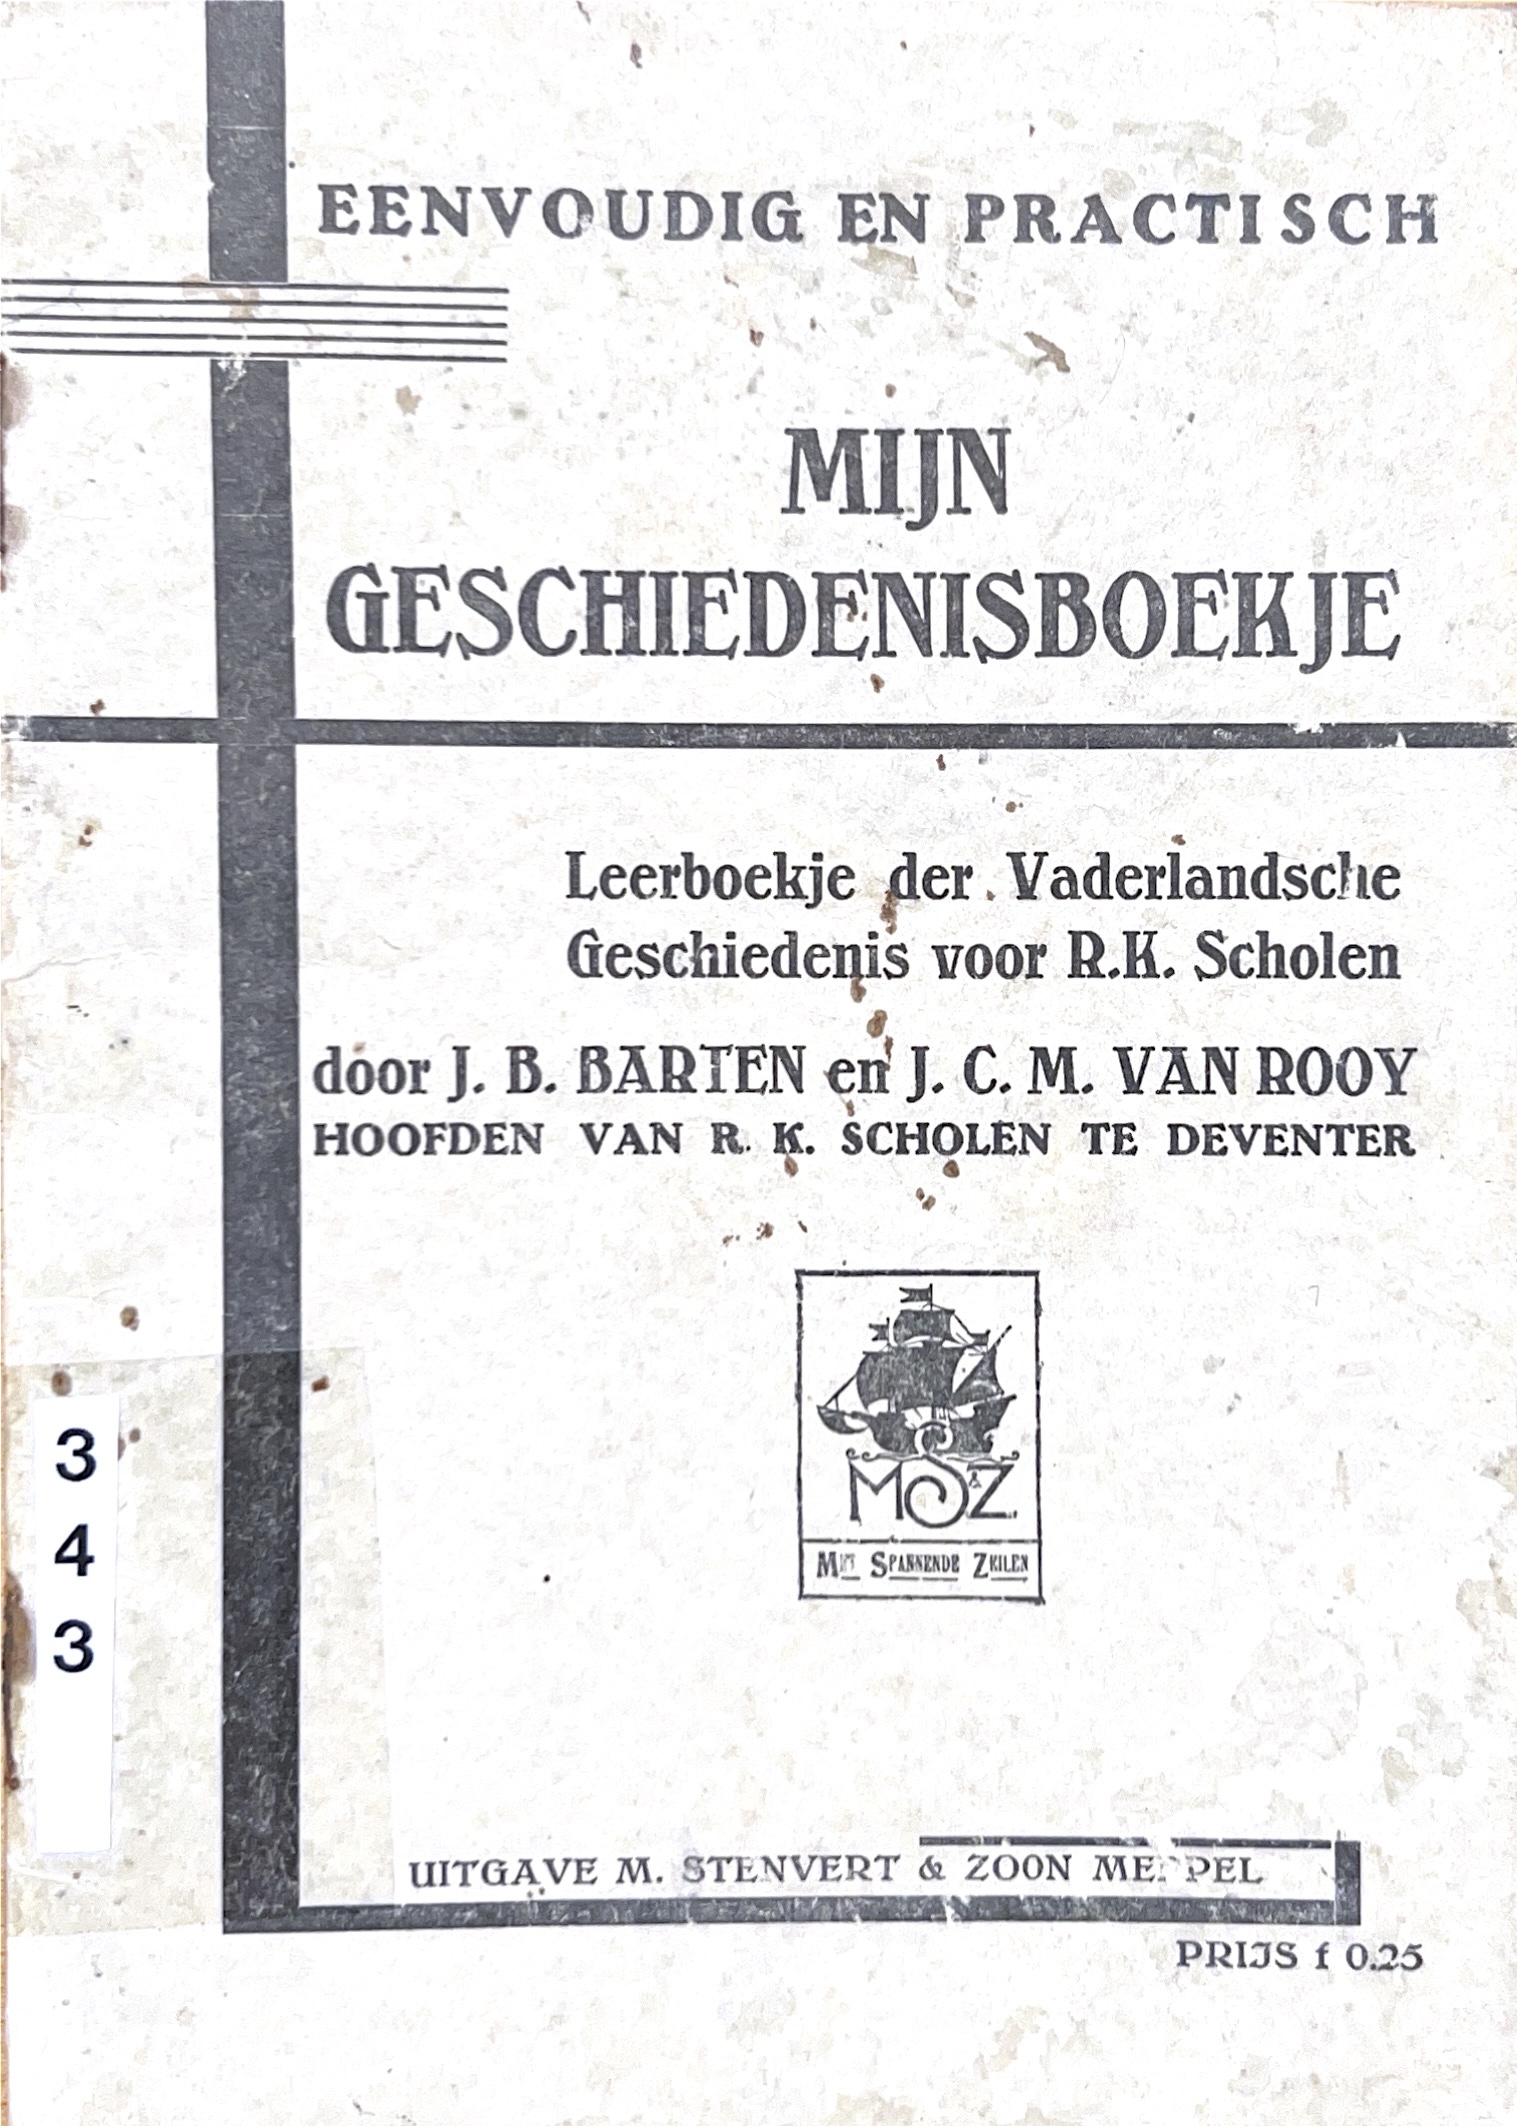 EENVOUDIG EN PRACTISCH
MIJN
GESCHIEDENISBOEKJE
Leerboekje der Vaderlandsche
Geschiedenis voor R.K. Scholen
door J. B. BARTEN en J. C. M. VAN ROOY
HOOFDEN VAN R. K. SCHOLEN TE DEVENTER
MS&Z
MET SPANNENDE ZEILEN
3
4
3
UITGAVE M. STENVERT & ZOON MEPPEL
PRIJS f 0.25